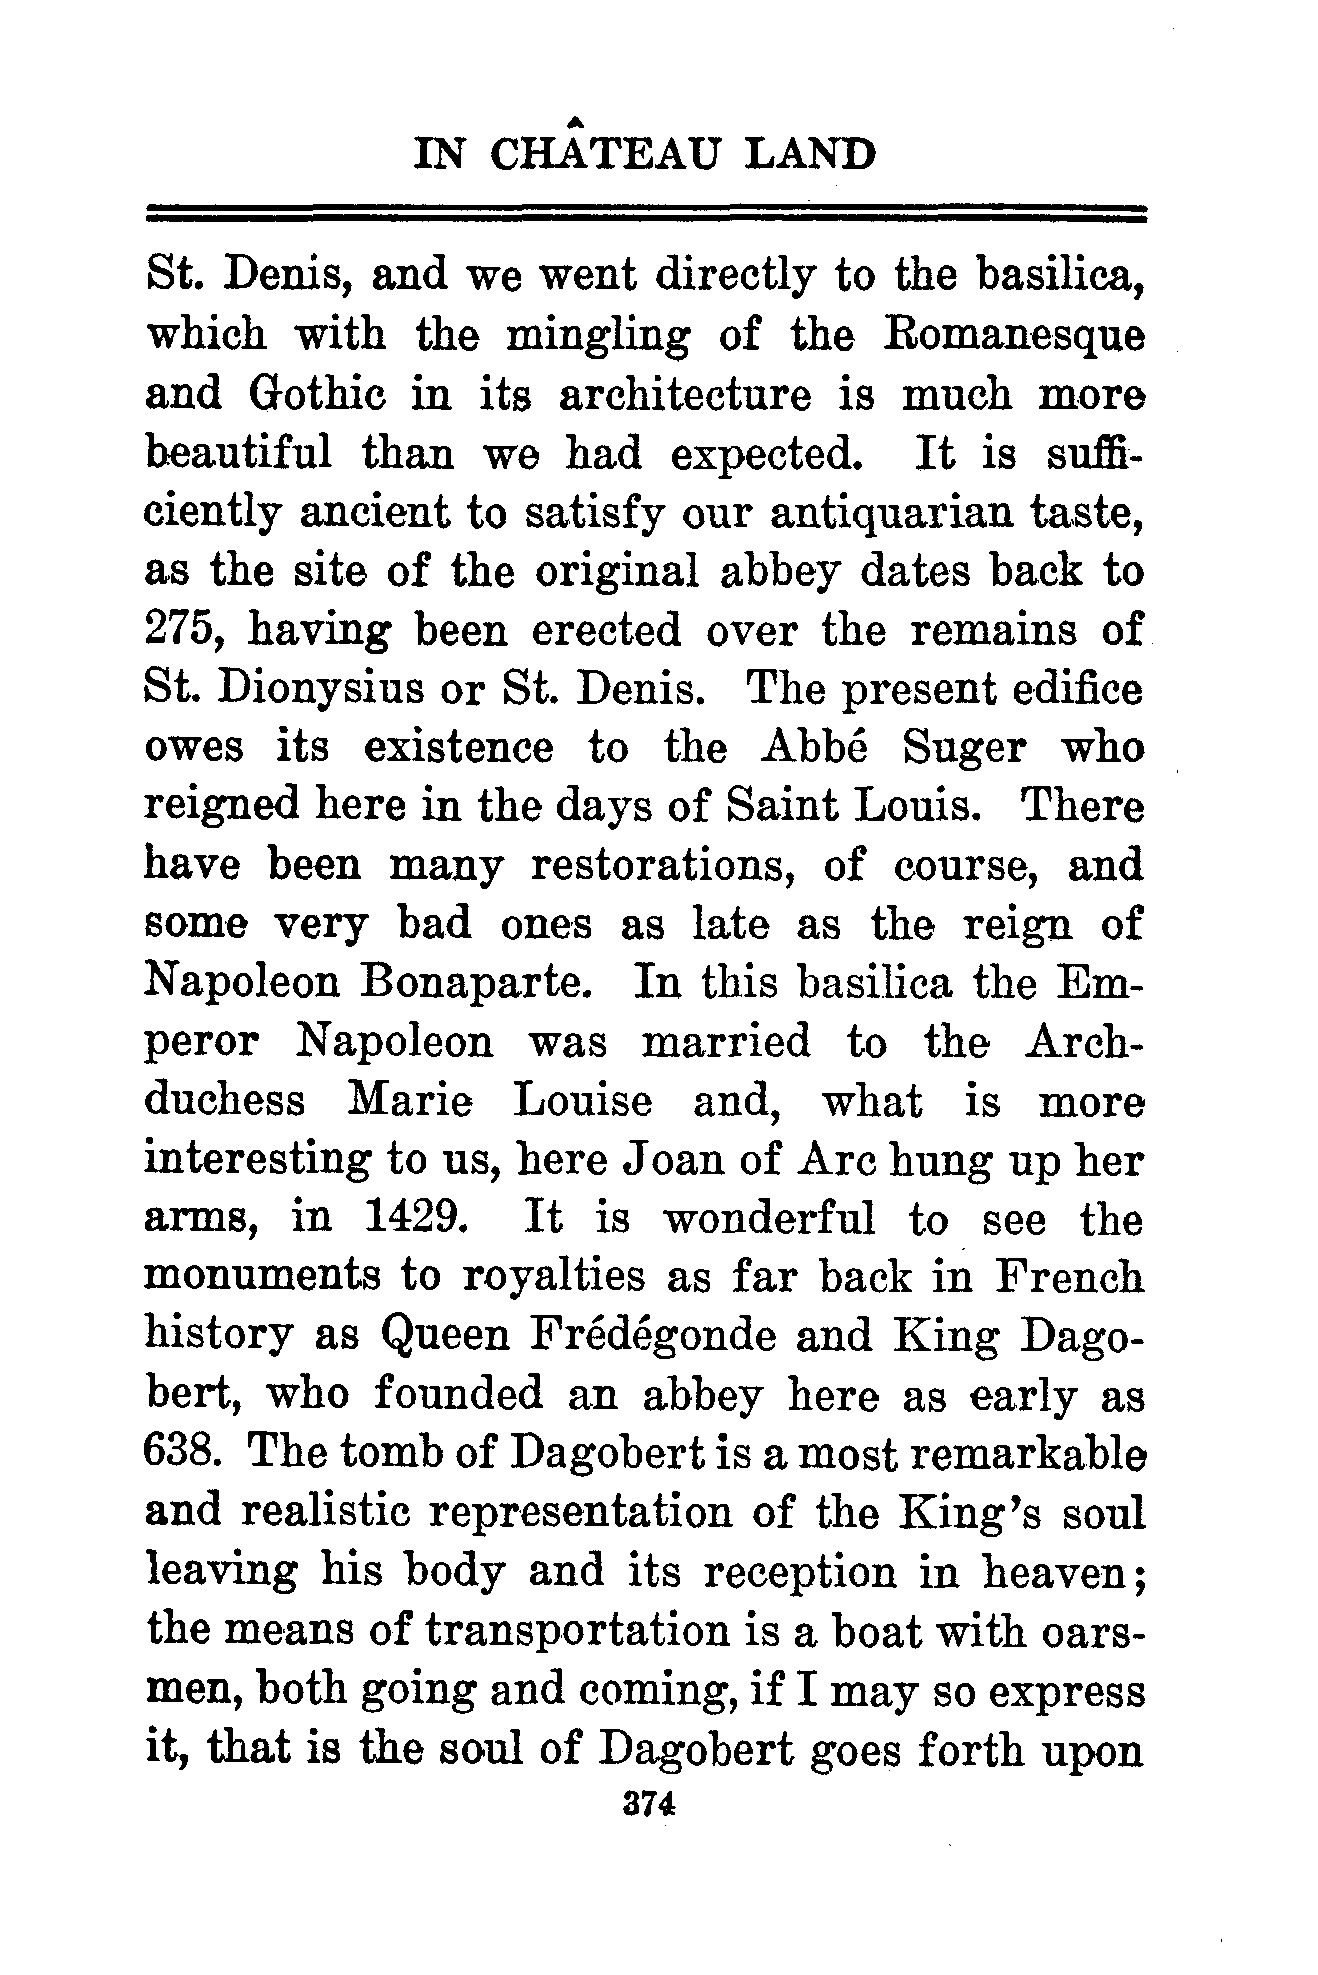 IN CHÂTEAU LAND
St. Denis, and we went directly to the basilica,
which with the mingling of the Romanesque
and Gothic in its architecture is much more
beautiful than we had expected. It is suffi-
ciently ancient to satisfy our antiquarian taste,
as the site of the original abbey dates back to
275, having been erected over the remains of
St. Dionysius or St. Denis. The present edifice
owes its existence to the Abbé Suger who
reigned here in the days of Saint Louis. There
have been many restorations, of course, and
some very bad ones as late as the reign of
Napoleon Bonaparte. In this basilica the Em-
peror Napoleon was married to the Arch-
duchess Marie Louise and, what is more
interesting to us, here Joan of Arc hung up her
arms, in 1429. It is wonderful to see the
monuments to royalties as far back in French
history as Queen Frédégonde and King Dago-
bert, who founded an abbey here as early as
638. The tomb of Dagobert is a most remarkable
and realistic representation of the King's soul
leaving his body and its reception in heaven;
the means of transportation is a boat with oars-
men, both going and coming, if I may so express
it, that is the soul of Dagobert goes forth upon
374